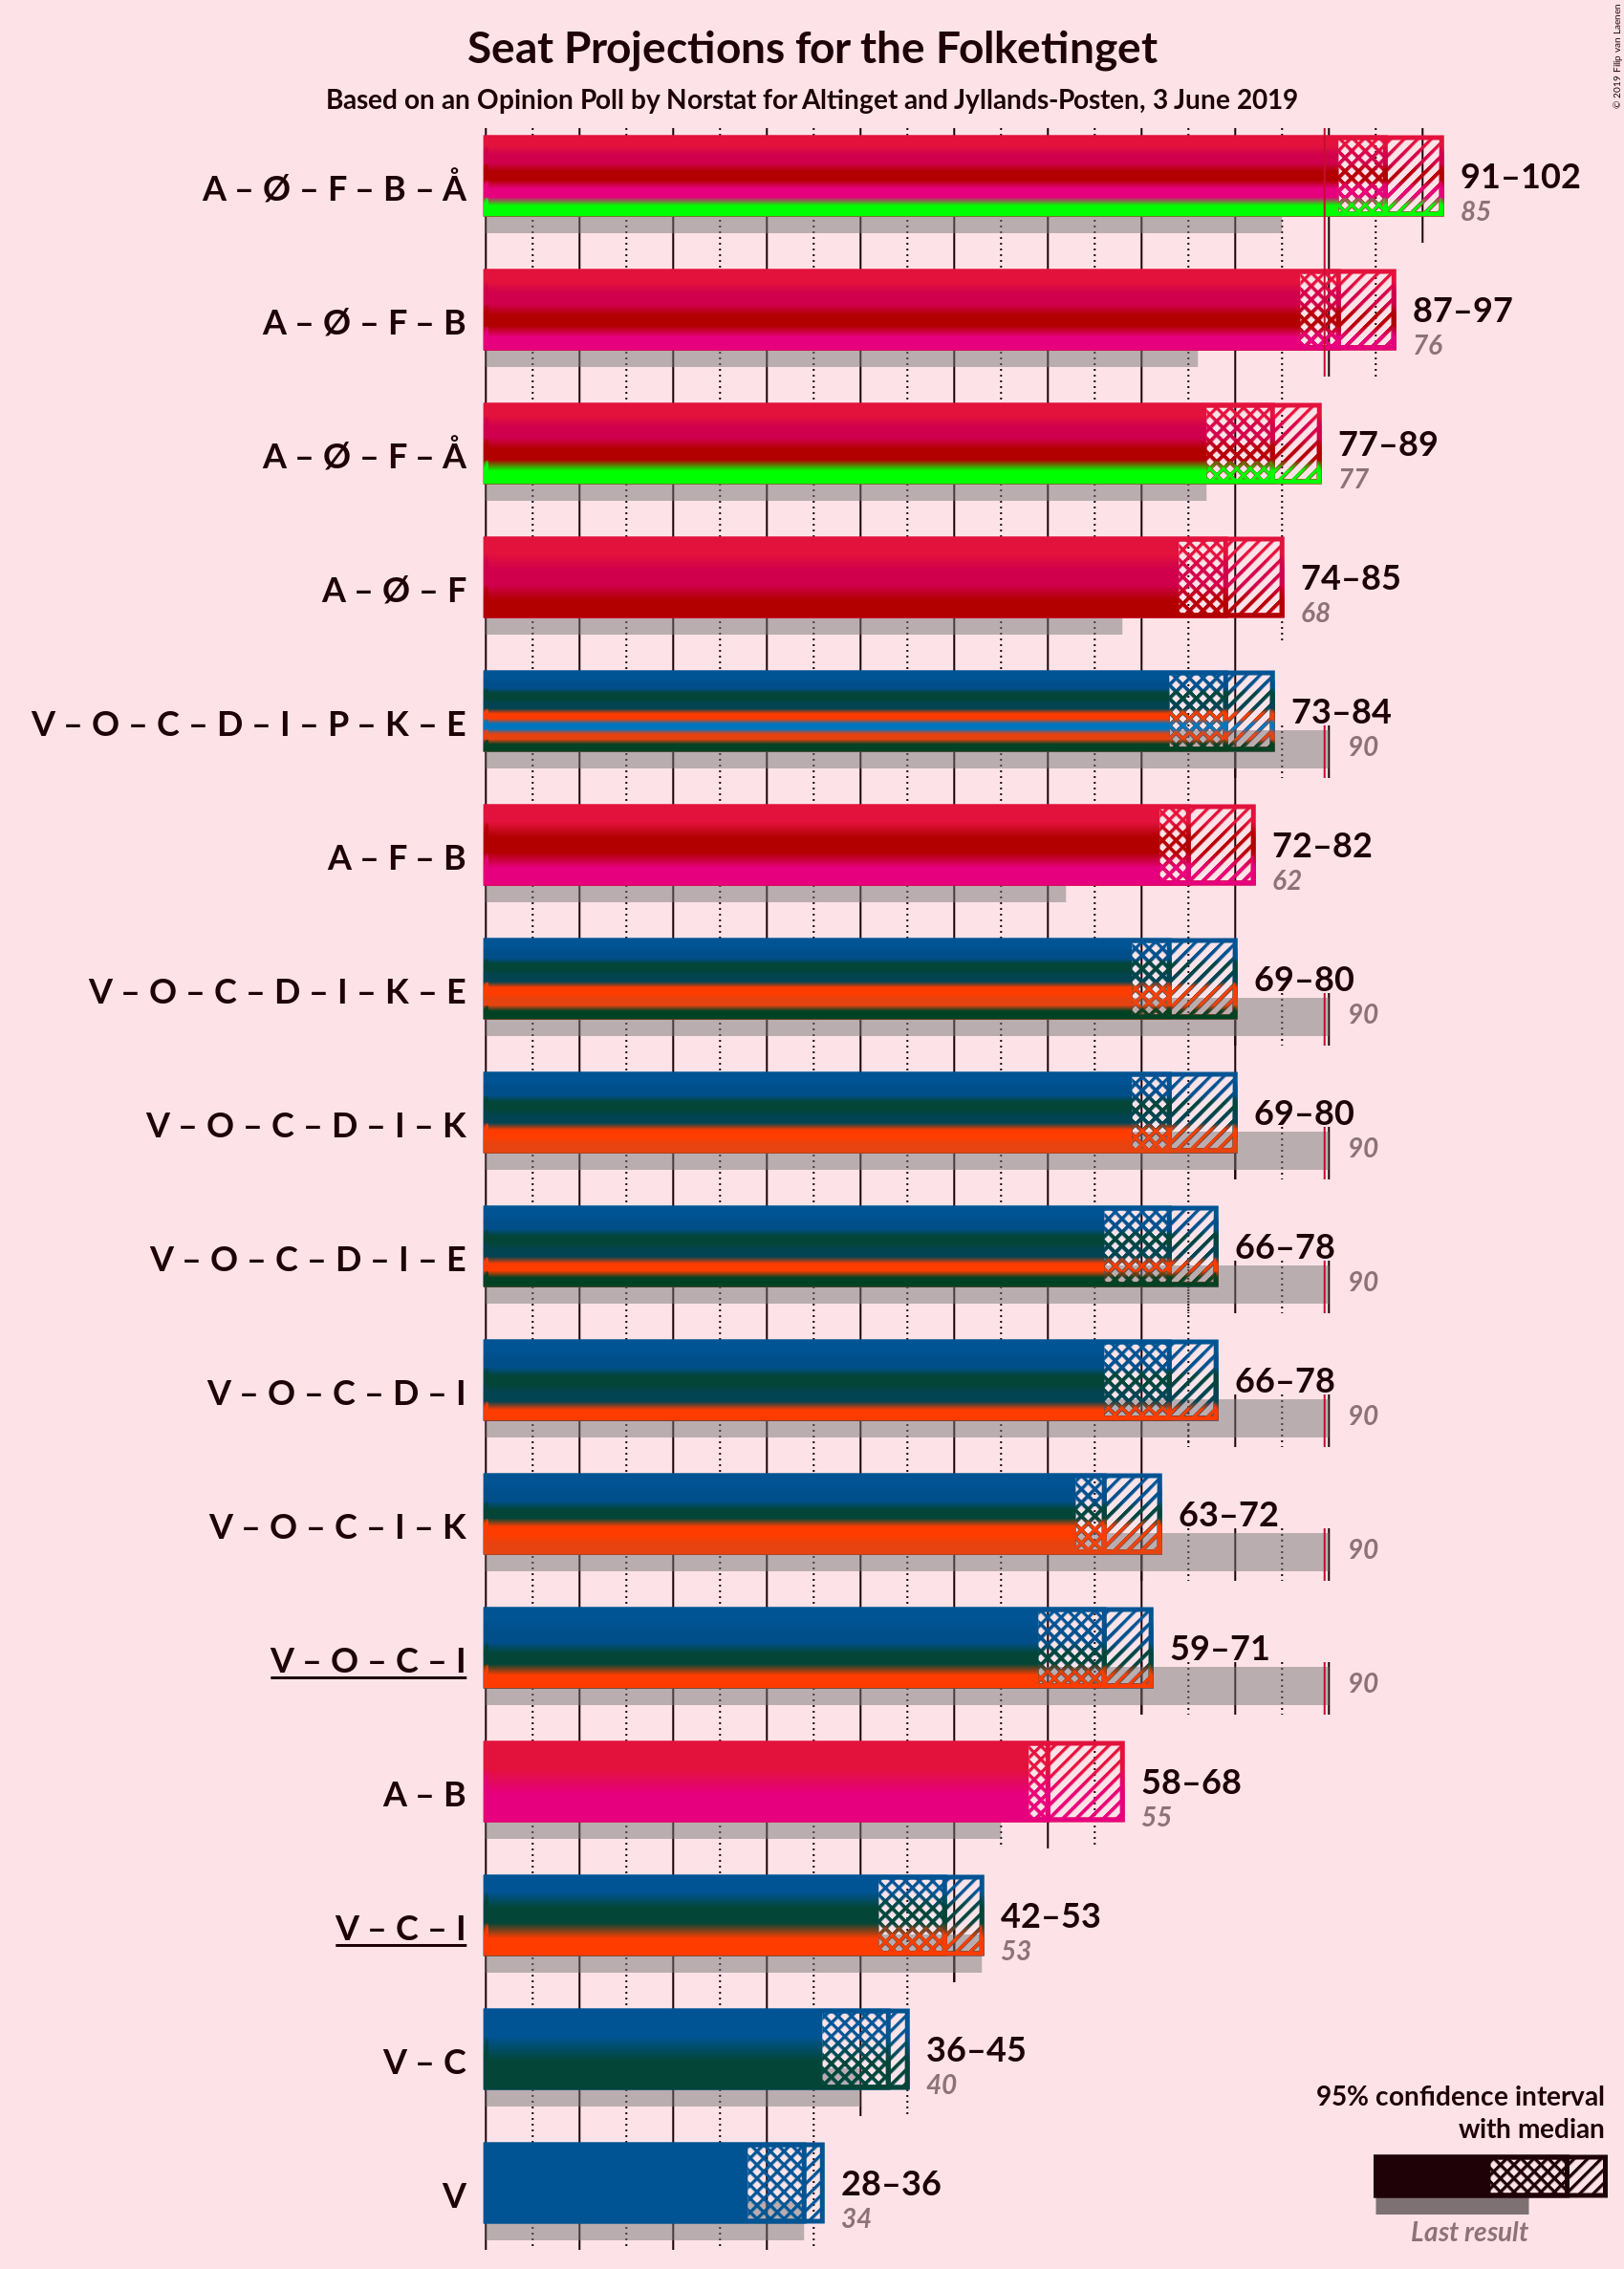 Seat Projections for the Folketinget
Based on an Opinion Poll by Norstat for Altinget and Jyllands-Posten, 3 June 2019
© 2019 Filip van Laenen
A – Ø – F – B – Å
91–102
85
A – Ø – F – B
87–97
76
A – Ø – F – Å
77–89
77
A – Ø – F
74–85
68
V – O – C – D – I – P – K – E
73–84
90
A – F – B
72–82
62
V – O – C – D – I – K – E
69–80
90
V – O – C – D – I – K
69–80
90
V – O – C – D – I – E
66–78
90
V – O – C – D – I
66–78
90
V – O – C – I – K
63–72
90
V – O – C – I
59–71
90
A – B
58–68
55
V – C – I
42–53
53
V – C
36–45
40
V
28–36
34
95% confidence interval
with median
Last result